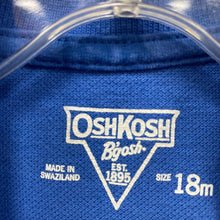 OSHKOSH
B'gosh
EST.
1895
MADE IN
SWAZILAND
SIZE 18m